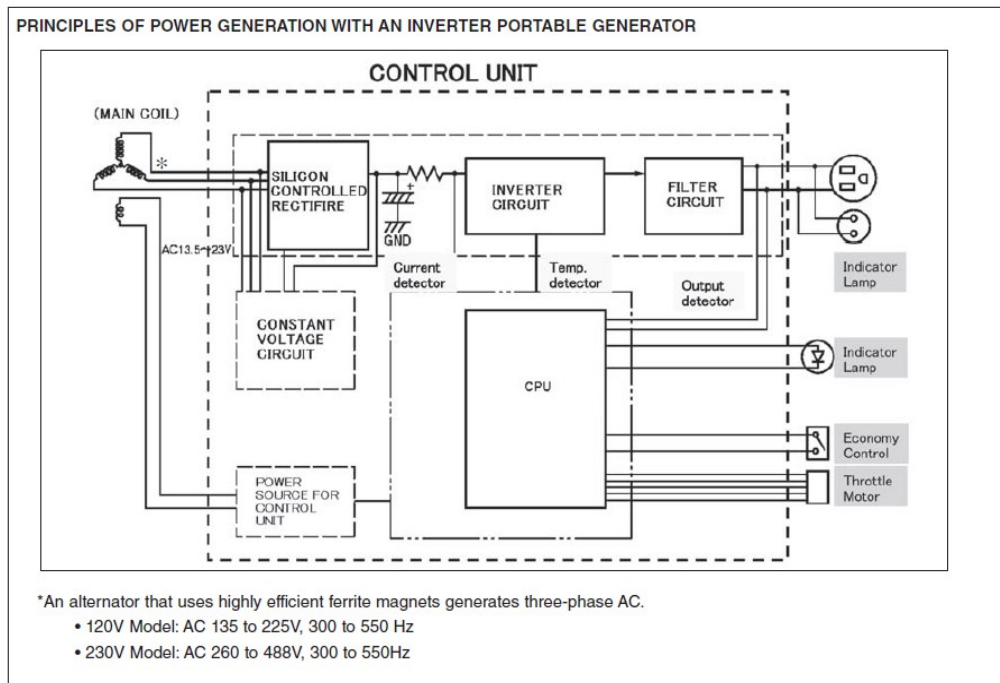 PRINCIPLES OF POWER GENERATION WITH AN INVERTER PORTABLE GENERATOR
CONTROL UNIT
(MAIN COIL)
*
SILICON
CONTROLLED
RECTIFIRE
+
GND
INVERTER
CIRCUIT
FILTER
CIRCUIT
AC13.5~23V
Current
detector
Temp.
detector
Output
detector
Indicator
Lamp
CONSTANT
VOLTAGE
CIRCUIT
CPU
Indicator
Lamp
Economy
Control
POWER
SOURCE FOR
CONTROL
UNIT
Throttle
Motor
*An alternator that uses highly efficient ferrite magnets generates three-phase AC.
• 120V Model: AC 135 to 225V, 300 to 550 Hz
• 230V Model: AC 260 to 488V, 300 to 550Hz